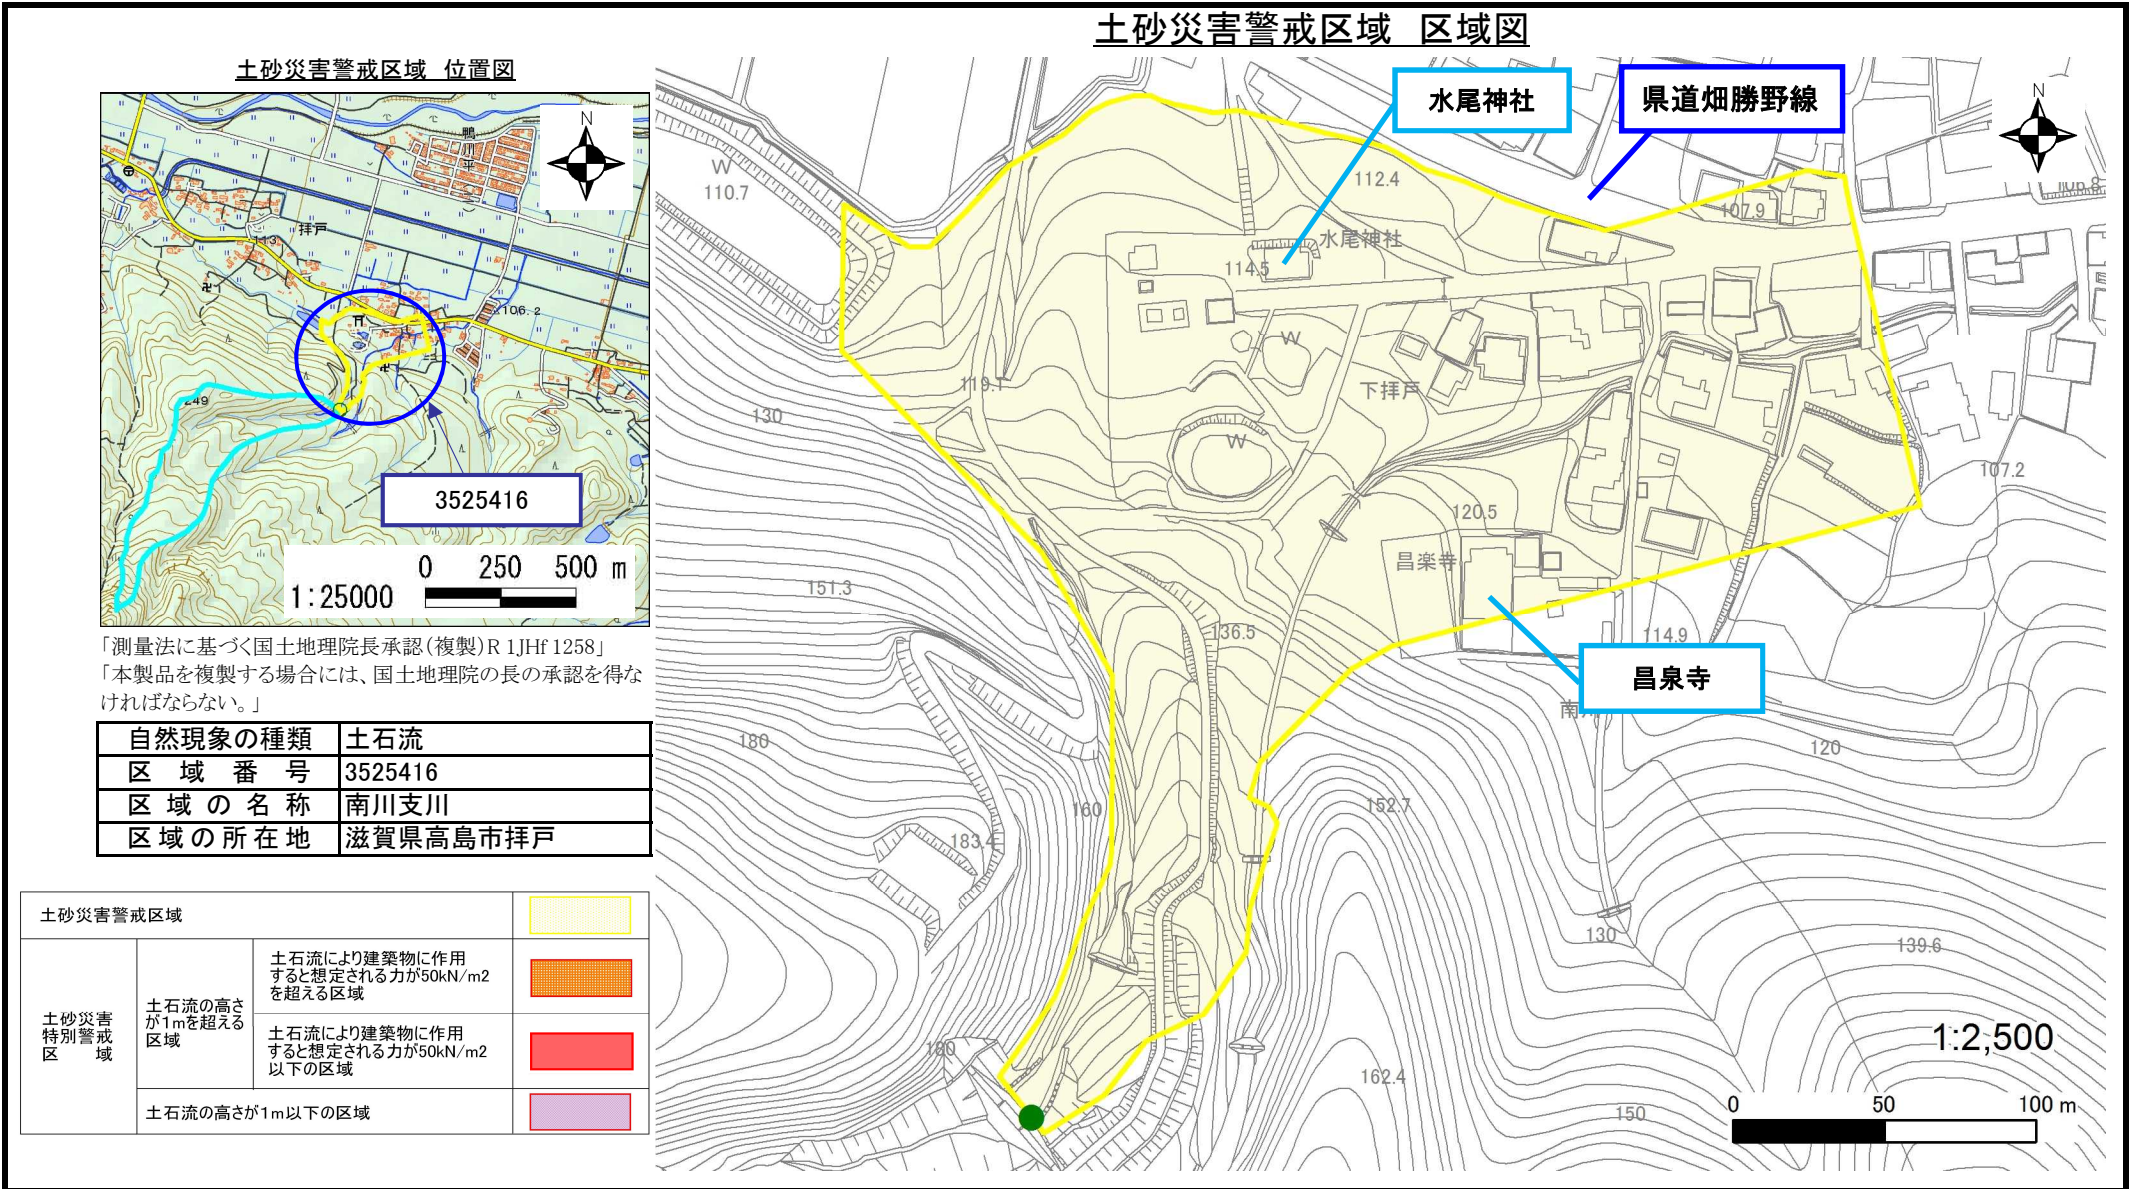 土砂災害警戒区域 区域図
土砂災害警戒区域 位置図
N
鴨川平
拝戸
113
249
106.2
3525416
0 250 500 m
1:25000
「測量法に基づく国土地理院長承認(複製)R 1JHf 1258」
「本製品を複製する場合には、国土地理院の長の承認を得な
ければならない。」
自然現象の種類 土石流
区域番号 3525416
区域の名称 南川支川
区域の所在地 滋賀県高島市拝戸
土砂災害警戒区域
土砂災害
特別警戒
区 域
土石流の高さ
が1mを超える
区域
土石流により建築物に作用
すると想定される力が50kN/m2
を超える区域
土石流により建築物に作用
すると想定される力が50kN/m2
以下の区域
土石流の高さが1m以下の区域
水尾神社
県道畑勝野線
N
W
110.7
112.4
107.9
106.8
水尾神社
114.5
W
119.1
下拝戸
130
W
107.2
120.5
昌楽寺
151.3
136.5
114.9
昌泉寺
南川
180
120
160
152.7
183.4
130
139.6
180
162.4
150
1:2,500
0 50 100 m